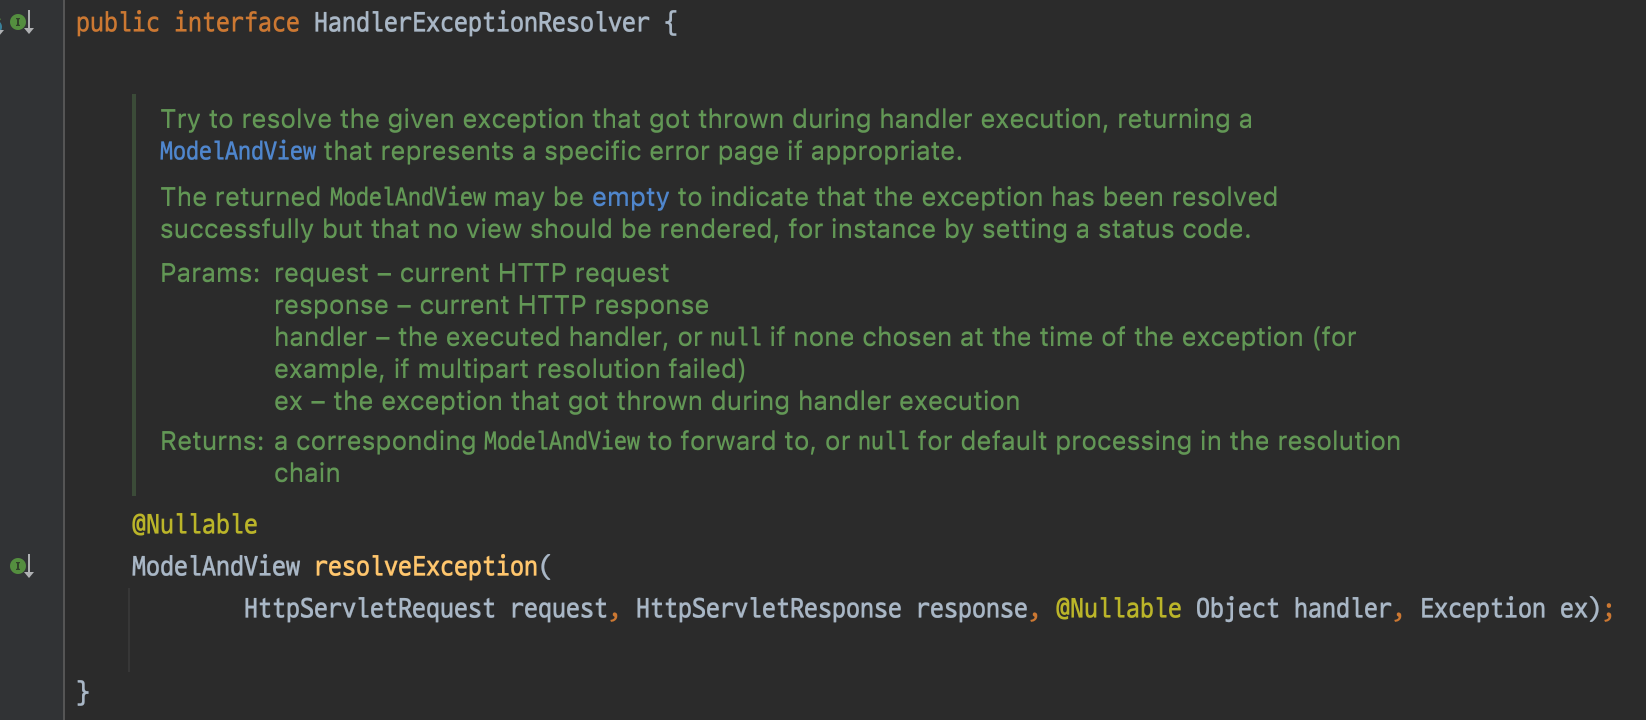 public interface HandlerExceptionResolver {
Try to resolve the given exception that got thrown during handler execution, returning a
ModelAndView that represents a specific error page if appropriate.
The returned ModelAndView may be empty to indicate that the exception has been resolved
successfully but that no view should be rendered, for instance by setting a status code.
Params: request – current HTTP request
response – current HTTP response
handler – the executed handler, or null if none chosen at the time of the exception (for
example, if multipart resolution failed)
ex – the exception that got thrown during handler execution
Returns: a corresponding ModelAndView to forward to, or null for default processing in the resolution
chain
@Nullable
ModelAndView resolveException(
HttpServletRequest request, HttpServletResponse response, @Nullable Object handler, Exception ex);
}